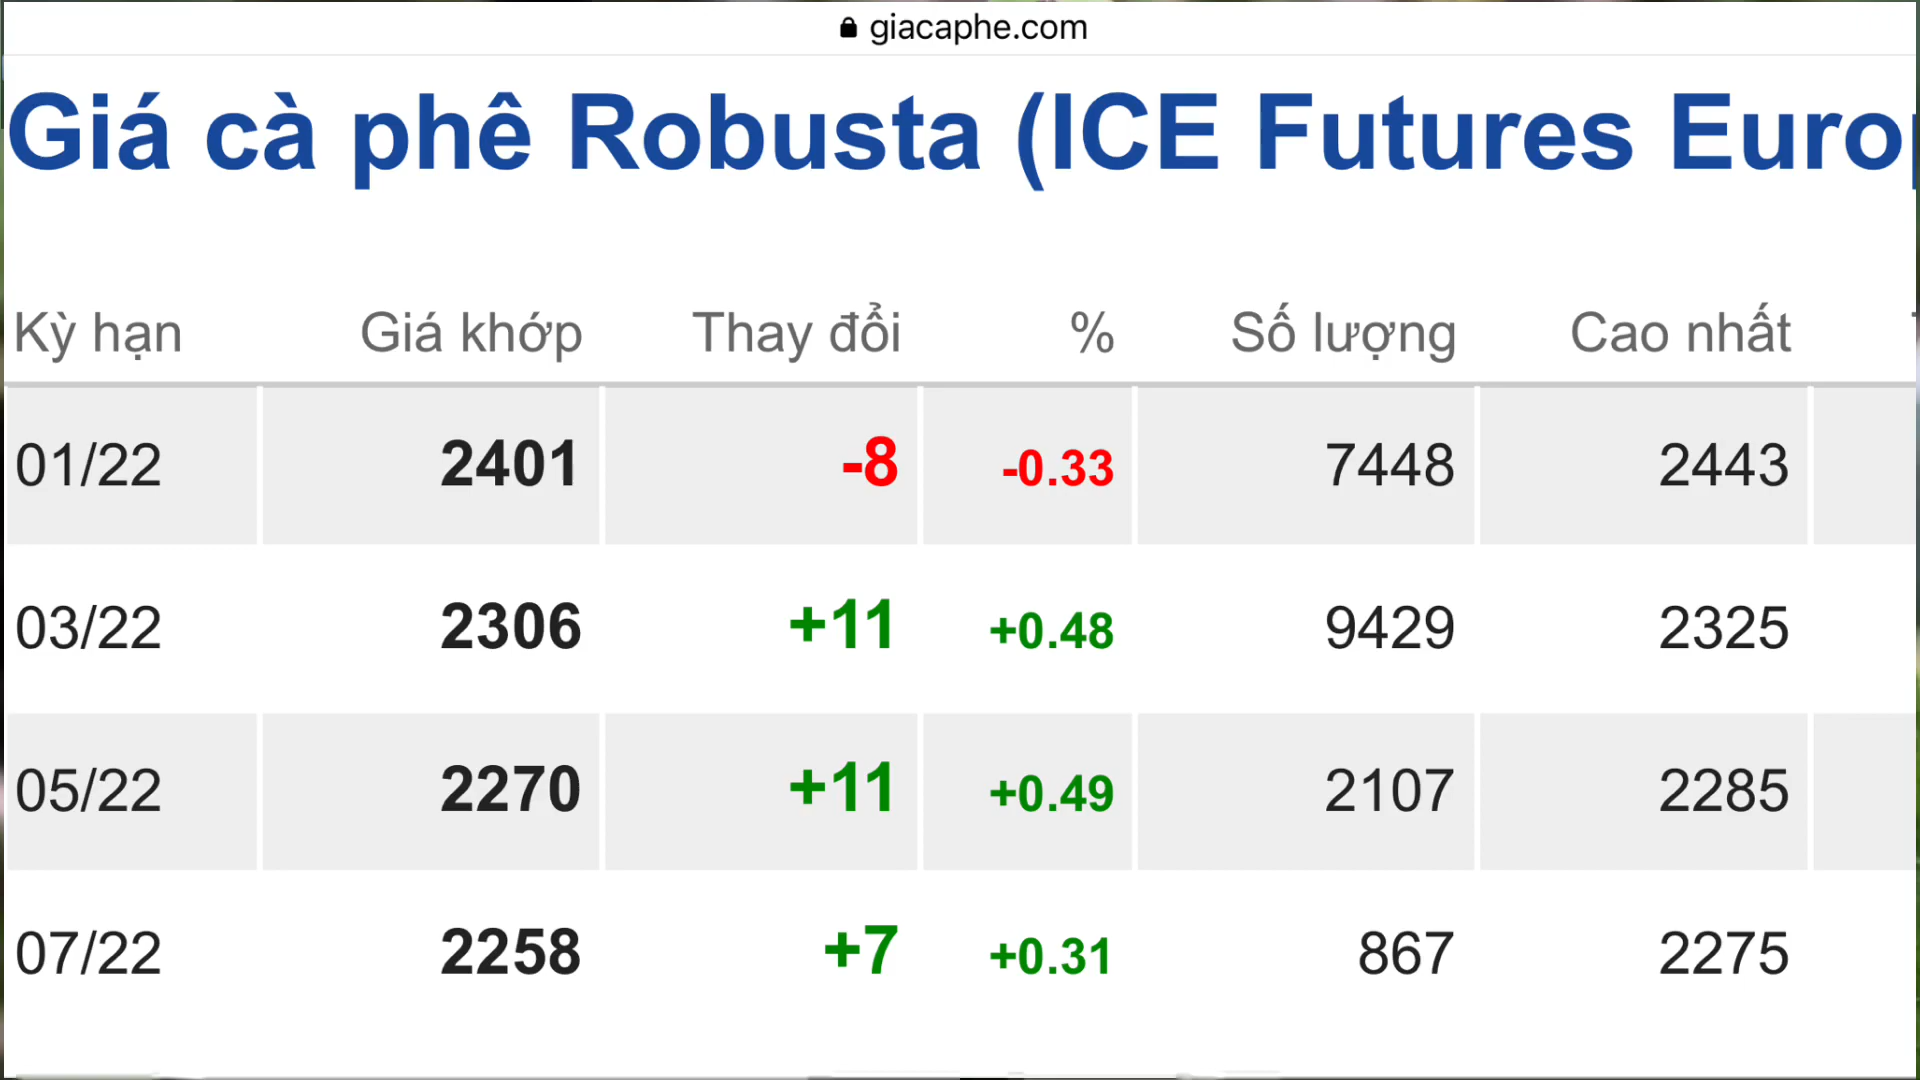 giacaphe.com
Giá cà phê Robusta (ICE Futures Euro
Kỳ hạn Giá khớp Thay đổi % Số lượng Cao nhất
01/22 2401 -8 -0.33 7448 2443
03/22 2306 +11 +0.48 9429 2325
05/22 2270 +11 +0.49 2107 2285
07/22 2258 +7 +0.31 867 2275